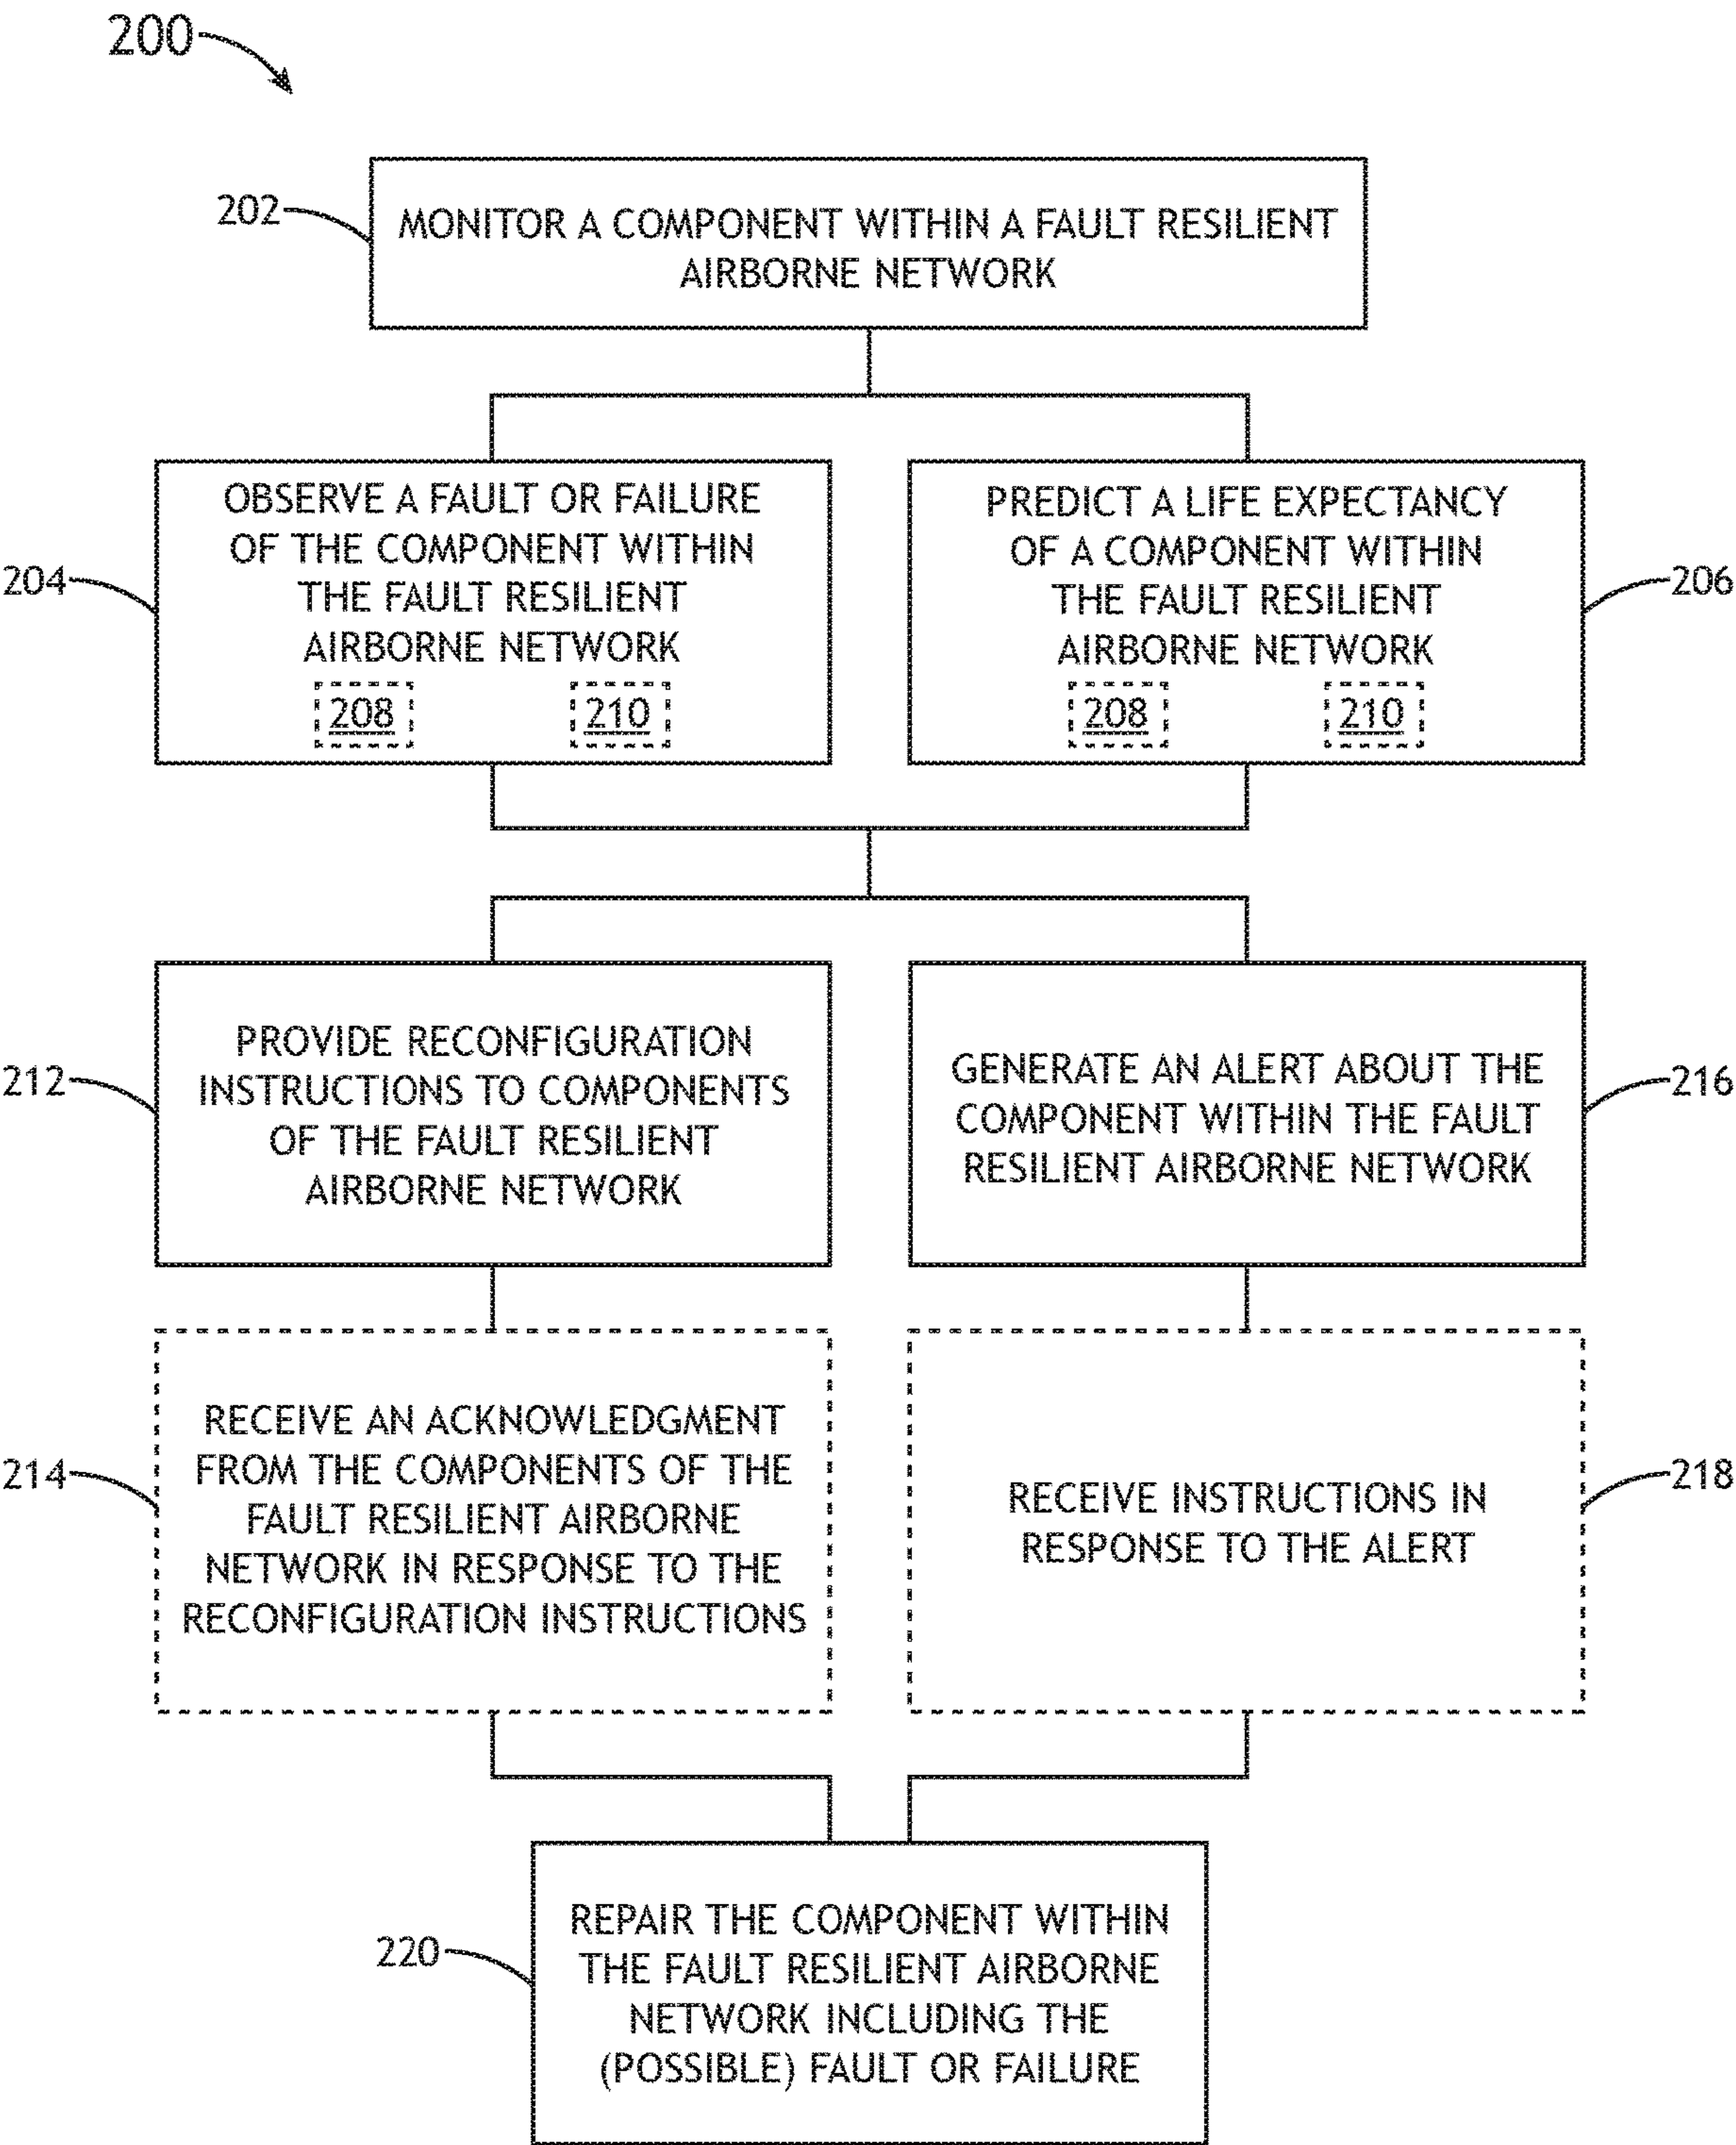 200
202
MONITOR A COMPONENT WITHIN A FAULT RESILIENT
AIRBORNE NETWORK
204
OBSERVE A FAULT OR FAILURE
OF THE COMPONENT WITHIN
THE FAULT RESILIENT
AIRBORNE NETWORK
208 210
PREDICT A LIFE EXPECTANCY
OF A COMPONENT WITHIN
THE FAULT RESILIENT
AIRBORNE NETWORK
208 210
206
212
PROVIDE RECONFIGURATION
INSTRUCTIONS TO COMPONENTS
OF THE FAULT RESILIENT
AIRBORNE NETWORK
GENERATE AN ALERT ABOUT THE
COMPONENT WITHIN THE FAULT
RESILIENT AIRBORNE NETWORK
216
214
RECEIVE AN ACKNOWLEDGMENT
FROM THE COMPONENTS OF THE
FAULT RESILIENT AIRBORNE
NETWORK IN RESPONSE TO THE
RECONFIGURATION INSTRUCTIONS
RECEIVE INSTRUCTIONS IN
RESPONSE TO THE ALERT
218
220
REPAIR THE COMPONENT WITHIN
THE FAULT RESILIENT AIRBORNE
NETWORK INCLUDING THE
(POSSIBLE) FAULT OR FAILURE